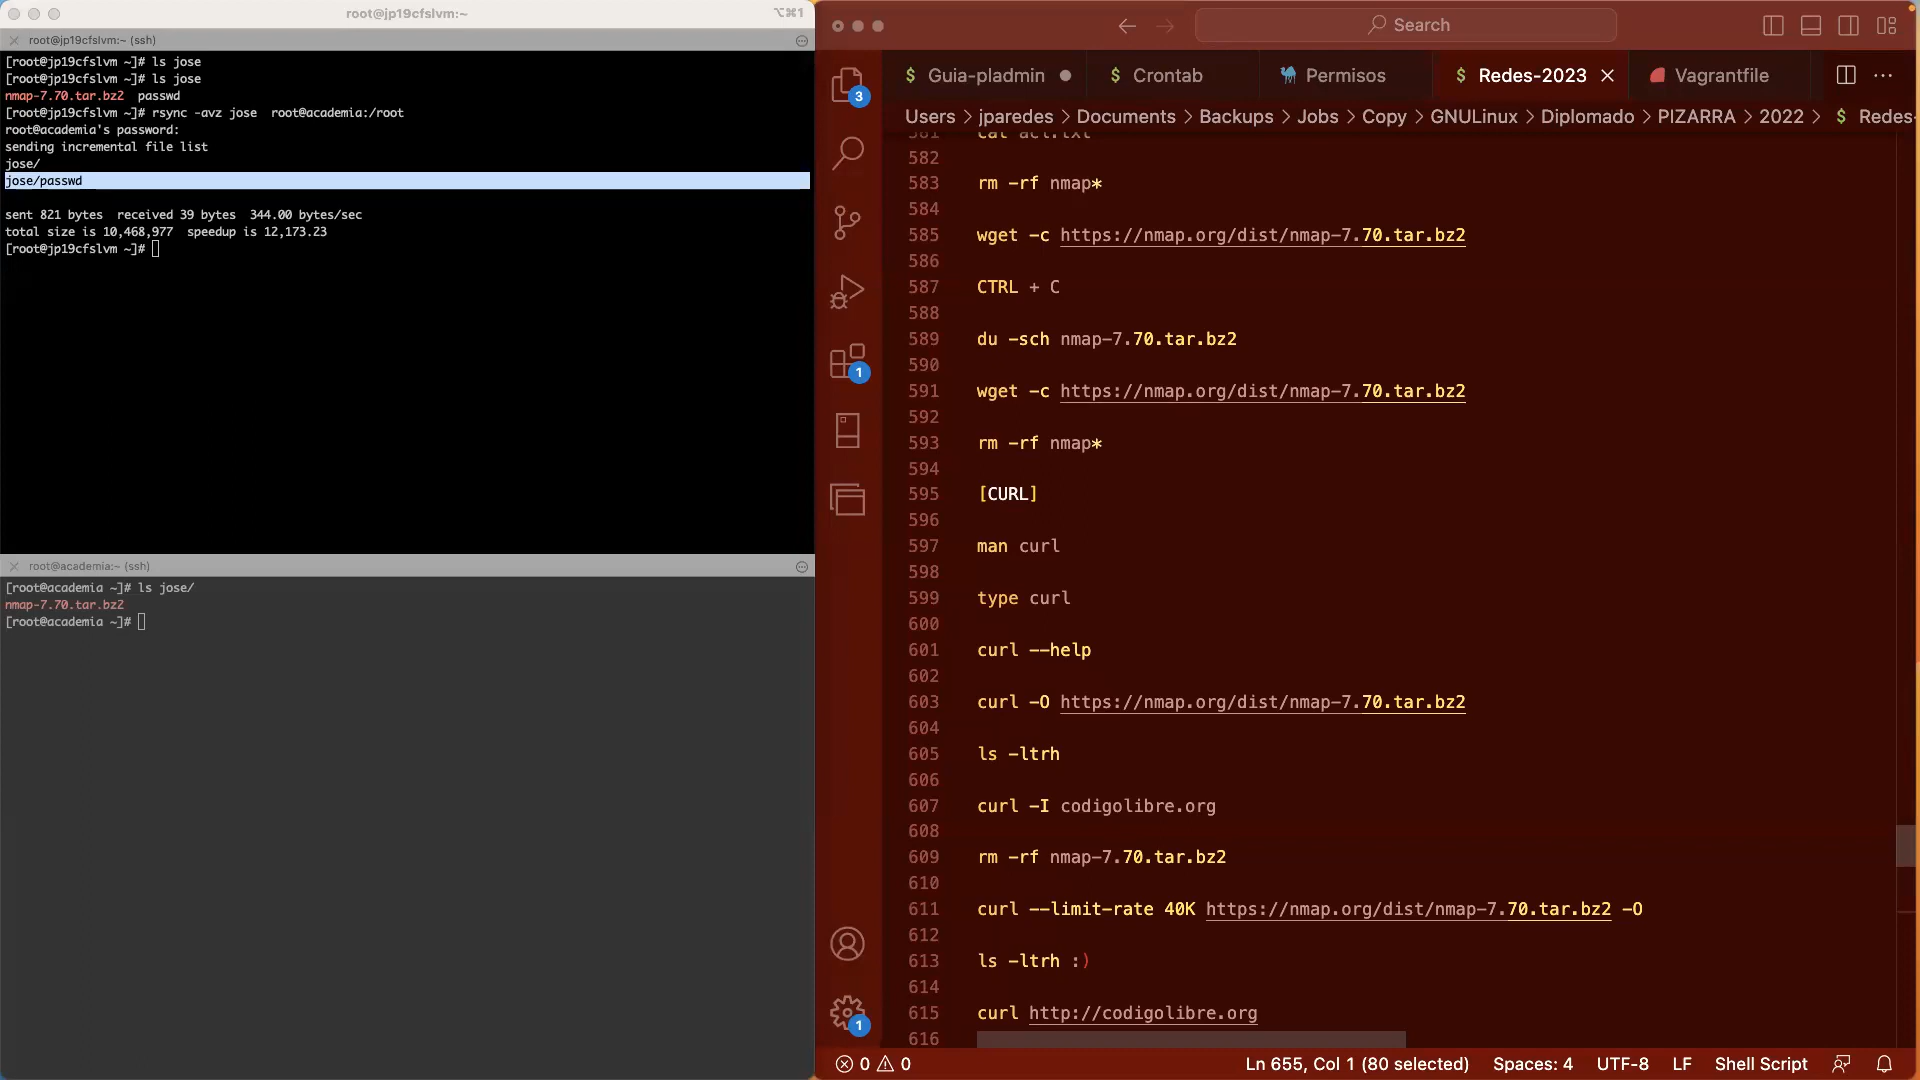 root@jp19cfslvm:~
⌥⌘1
root@jp19cfslvm:~ (ssh)
[root@jp19cfslvm ~]# ls jose
[root@jp19cfslvm ~]# ls jose
nmap-7.70.tar.bz2  passwd
[root@jp19cfslvm ~]# rsync -avz jose  root@academia:/root
root@academia's password:
sending incremental file list
jose/
jose/passwd
sent 821 bytes  received 39 bytes  344.00 bytes/sec
total size is 10,468,977  speedup is 12,173.23
[root@jp19cfslvm ~]#
root@academia:~ (ssh)
[root@academia ~]# ls jose/
nmap-7.70.tar.bz2
[root@academia ~]#
Search
$ Guia-pladmin
$ Crontab
Permisos
$ Redes-2023
Vagrantfile
Users > jparedes > Documents > Backups > Jobs > Copy > GNULinux > Diplomado > PIZARRA > 2022 > $ Redes-
3
1
1
581 cat acl.txt
582
583 rm -rf nmap*
584
585 wget -c https://nmap.org/dist/nmap-7.70.tar.bz2
586
587 CTRL + C
588
589 du -sch nmap-7.70.tar.bz2
590
591 wget -c https://nmap.org/dist/nmap-7.70.tar.bz2
592
593 rm -rf nmap*
594
595 [CURL]
596
597 man curl
598
599 type curl
600
601 curl --help
602
603 curl -O https://nmap.org/dist/nmap-7.70.tar.bz2
604
605 ls -ltrh
606
607 curl -I codigolibre.org
608
609 rm -rf nmap-7.70.tar.bz2
610
611 curl --limit-rate 40K https://nmap.org/dist/nmap-7.70.tar.bz2 -O
612
613 ls -ltrh :)
614
615 curl http://codigolibre.org
616
0 0
Ln 655, Col 1 (80 selected)
Spaces: 4
UTF-8
LF
Shell Script